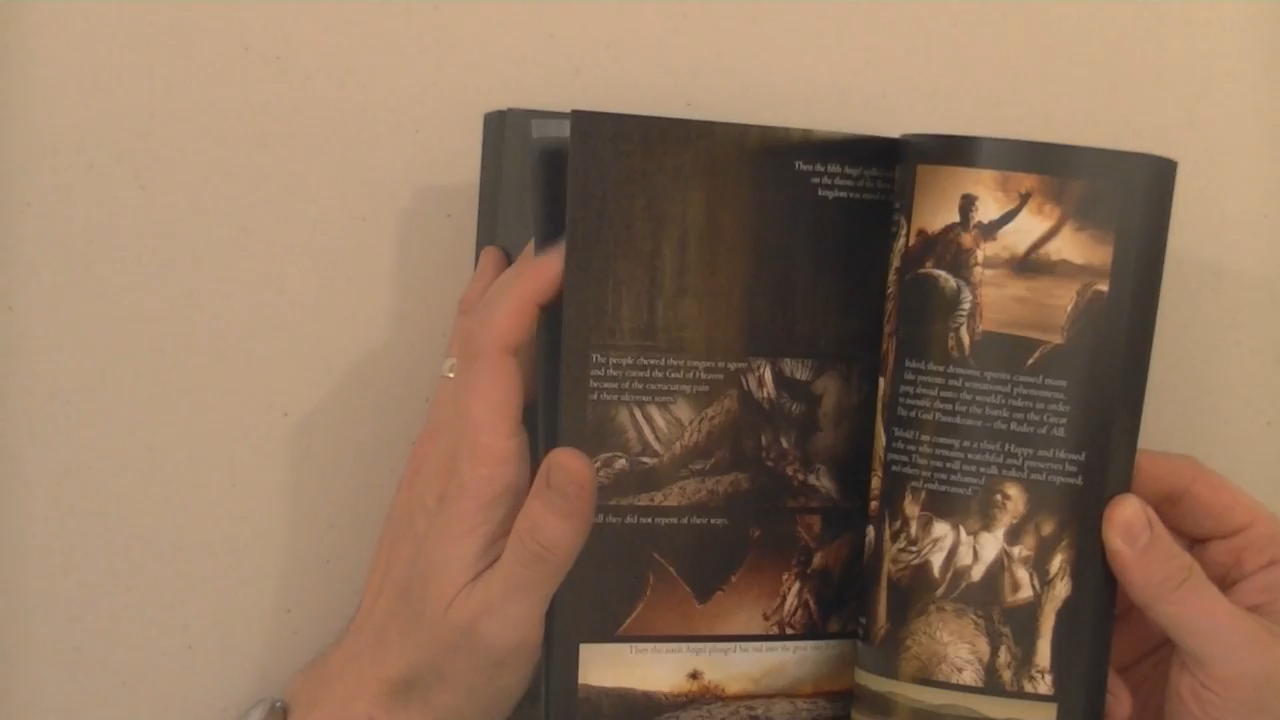 Then the fifth Angel spilled
on the throne of the
kingdom was
The people chewed their tongues in agony
and they cursed the God of Heaven
because of the excruciating pain
of their ulcerous sores.
they did not repent of their ways.
Then the sixth Angel plunged his vial into the great river
Indeed, these demonic spirits caused many
false portents and sensational phenomena,
going abroad unto the world's rulers in order
to assemble them for the battle on the Great
Day of God Pantokrator – the Ruler of All.
"Behold! I am coming as a thief. Happy and blessed
is the one who remains watchful and preserves his
garments. Thus you will not walk naked and exposed,
and others see you ashamed
and embarrassed."